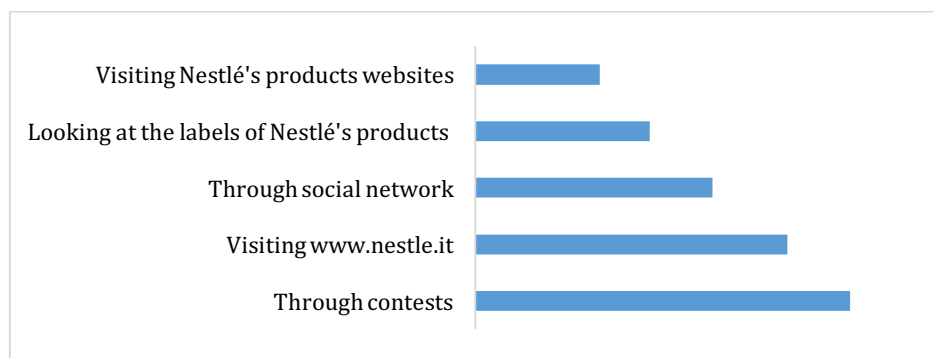 Visiting Nestlé's products websites
Looking at the labels of Nestlé's products
Through social network
Visiting www.nestle.it
Through contests